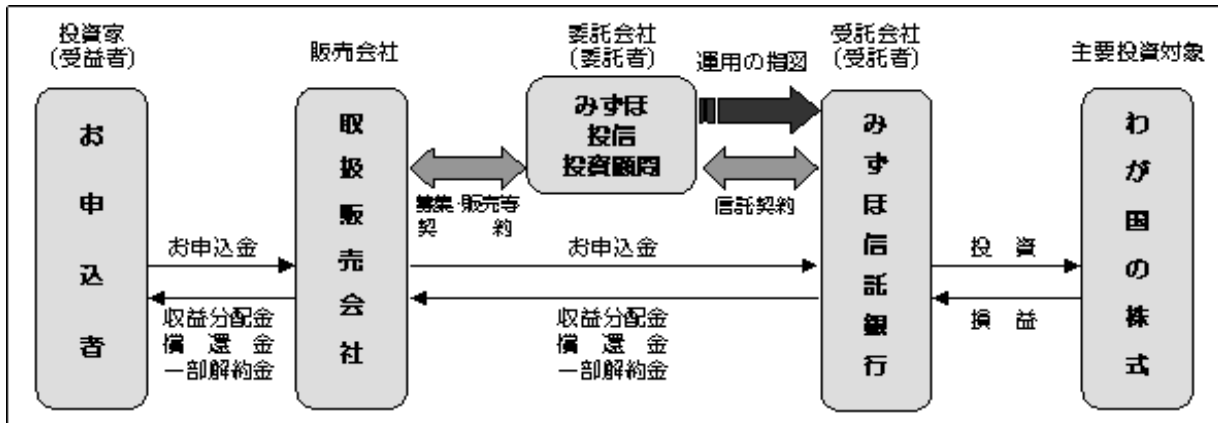 投資家
(受益者)
販売会社
委託会社
(委託者)
運用の指図
受託会社
(受託者)
主要投資対象
お申込者
取扱販売会社
みずほ
投信
投資顧問
みずほ信託銀行
わが国の株式
募集・販売等
契 約
信託契約
お申込金
お申込金
投 資
収益分配金
償 還 金
一部解約金
収益分配金
償 還 金
一部解約金
損 益